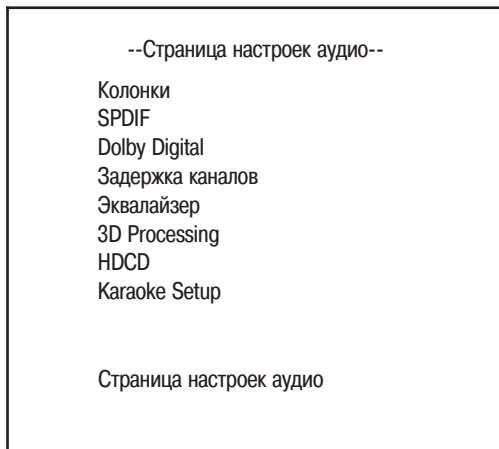 --Страница настроек аудио--
Колонки
SPDIF
Dolby Digital
Задержка каналов
Эквалайзер
3D Processing
HDCD
Karaoke Setup
Страница настроек аудио